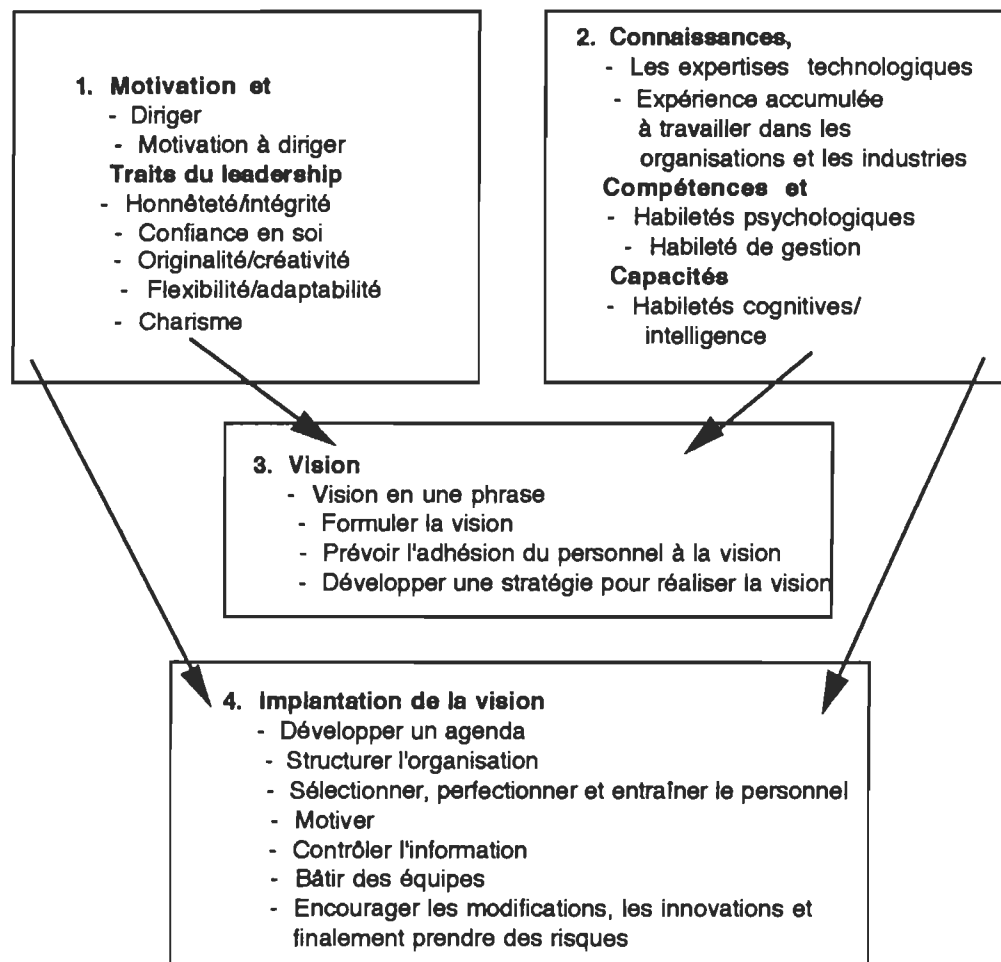 1. Motivation et
- Diriger
- Motivation à diriger
Traits du leadership
- Honnêteté/intégrité
- Confiance en soi
- Originalité/créativité
- Flexibilité/adaptabilité
- Charisme
2. Connaissances,
- Les expertises technologiques
- Expérience accumulée
à travailler dans les
organisations et les industries
Compétences et
- Habiletés psychologiques
- Habileté de gestion
Capacités
- Habiletés cognitives/
intelligence
3. Vision
- Vision en une phrase
- Formuler la vision
- Prévoir l'adhésion du personnel à la vision
- Développer une stratégie pour réaliser la vision
4. Implantation de la vision
- Développer un agenda
- Structurer l'organisation
- Sélectionner, perfectionner et entraîner le personnel
- Motiver
- Contrôler l'information
- Bâtir des équipes
- Encourager les modifications, les innovations et
finalement prendre des risques